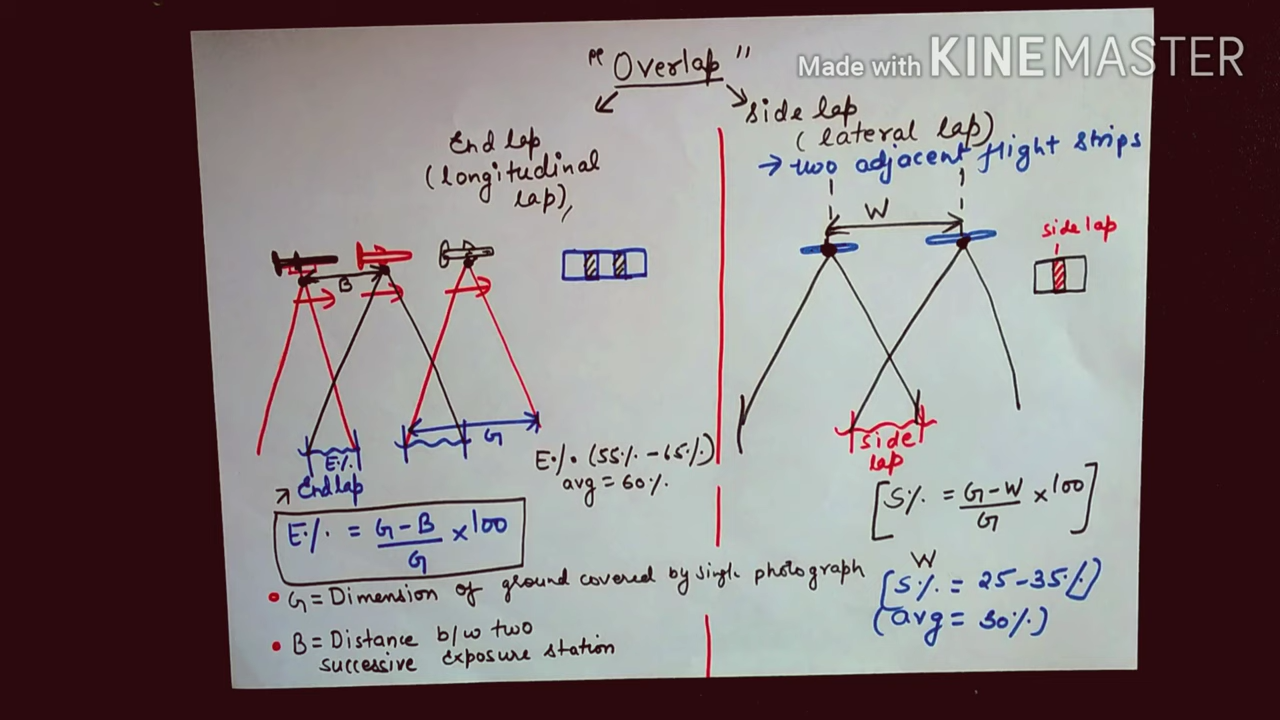 "Overlap"
Made with KINEMASTER
End lap
(longitudinal
lap),
side lap
(lateral lap)
→ two adjacent flight strips
W
side lap
B
G
E%
End lap
E% (55% - 65%)
avg = 60%
side
lap
E% = G-B/G ×100
[S% = G-W/G ×100]
G = Dimension of ground covered by single photograph
W
[S% = 25-35%]
(avg = 30%)
B = Distance b/w two
successive exposure station